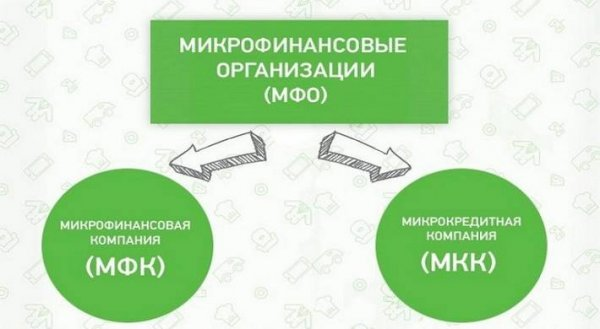 МИКРОФИНАНСОВЫЕ
ОРГАНИЗАЦИИ
(МФО)
МИКРОФИНАНСОВАЯ
КОМПАНИЯ
(МФК)
МИКРОКРЕДИТНАЯ
КОМПАНИЯ
(МКК)